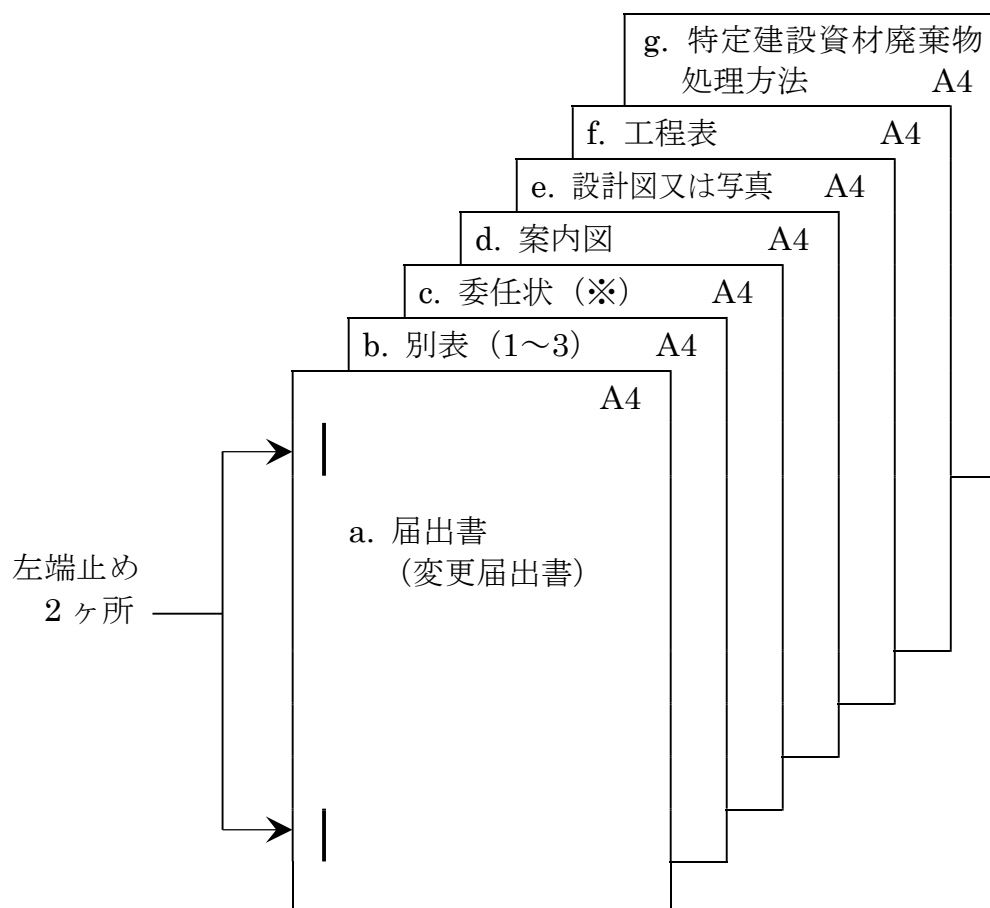 g. 特定建設資材廃棄物
処理方法 A4
f. 工程表 A4
e. 設計図又は写真 A4
d. 案内図 A4
c. 委任状（※） A4
b. 別表（1～3） A4
A4
a. 届出書
（変更届出書）
左端止め
2 ヶ所